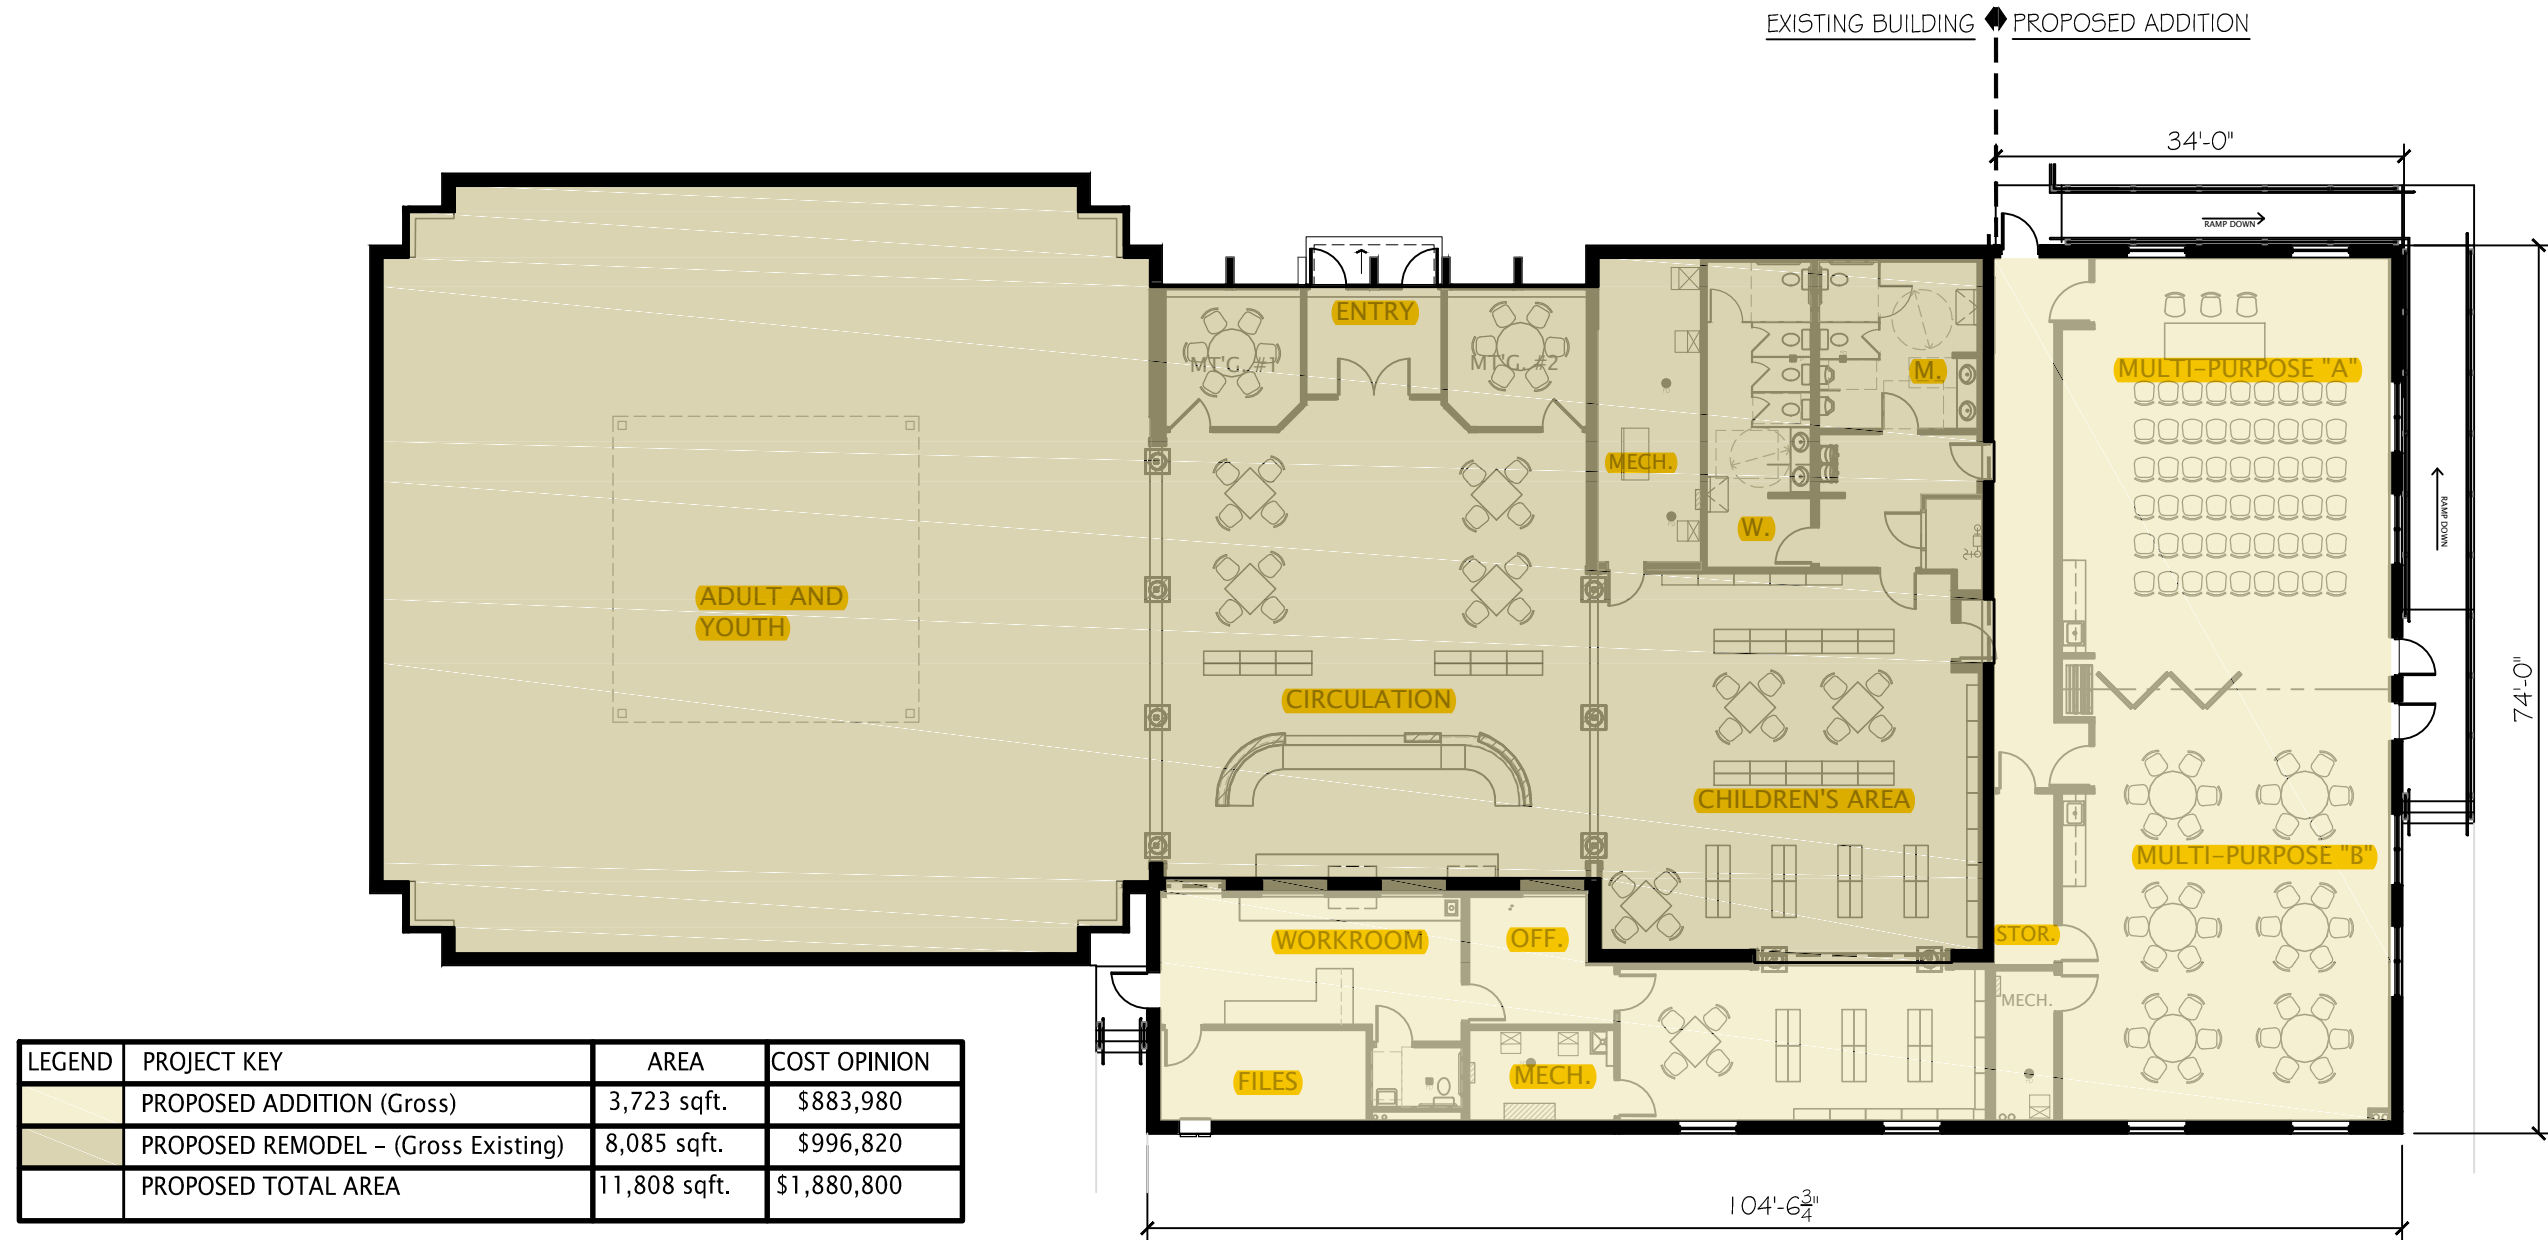 EXISTING BUILDING PROPOSED ADDITION
34'-0"
RAMP DOWN
ENTRY
MT'G. #1
MT'G. #2
M.
MULTI-PURPOSE "A"
MECH.
W.
RAMP DOWN
ADULT AND
YOUTH
CIRCULATION
74'-0"
CHILDREN'S AREA
MULTI-PURPOSE "B"
WORKROOM
OFF.
STOR.
MECH.
FILES
MECH.
LEGEND PROJECT KEY AREA COST OPINION
PROPOSED ADDITION (Gross) 3,723 sqft. $883,980
PROPOSED REMODEL - (Gross Existing) 8,085 sqft. $996,820
PROPOSED TOTAL AREA 11,808 sqft. $1,880,800
104'-6 3/4"